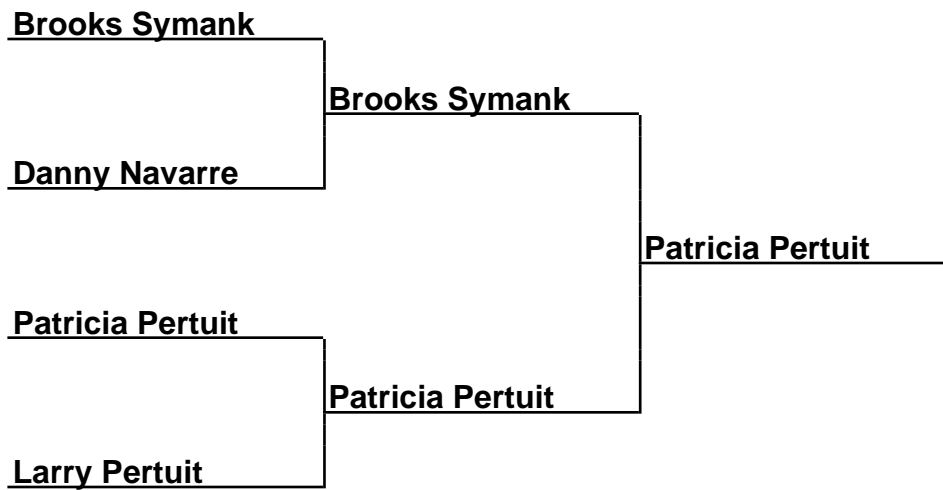 Brooks Symank
Brooks Symank
Danny Navarre
Patricia Pertuit
Patricia Pertuit
Patricia Pertuit
Larry Pertuit